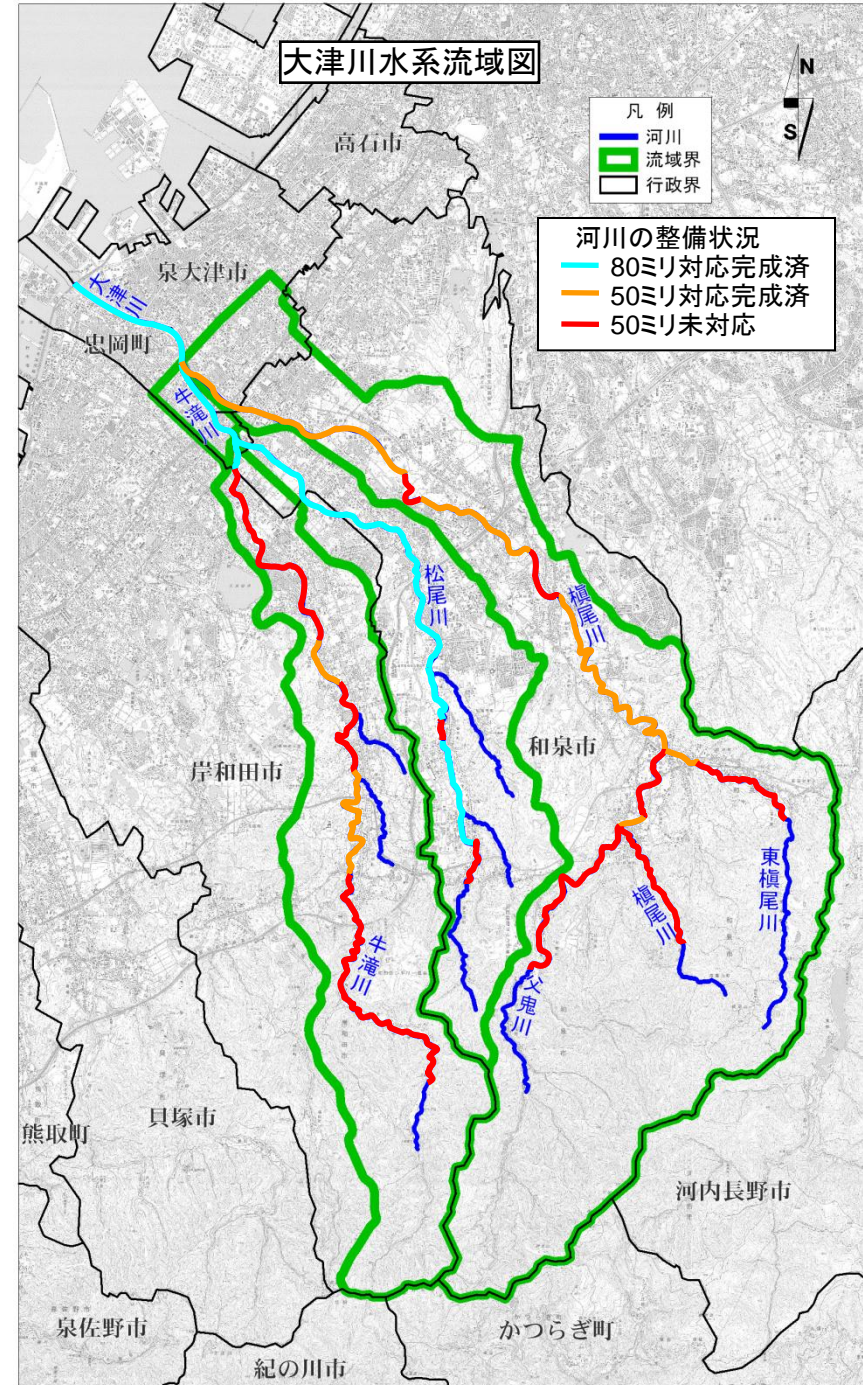 大津川水系流域図
N
S
凡 例
河川
流域界
行政界
河川の整備状況
80ミリ対応完成済
50ミリ対応完成済
50ミリ未対応
高石市
泉大津市
大津川
忠岡町
牛滝川
松尾川
槇尾川
和泉市
岸和田市
東槇尾川
槇尾川
牛滝川
父鬼川
貝塚市
熊取町
河内長野市
泉佐野市
かつらぎ町
紀の川市